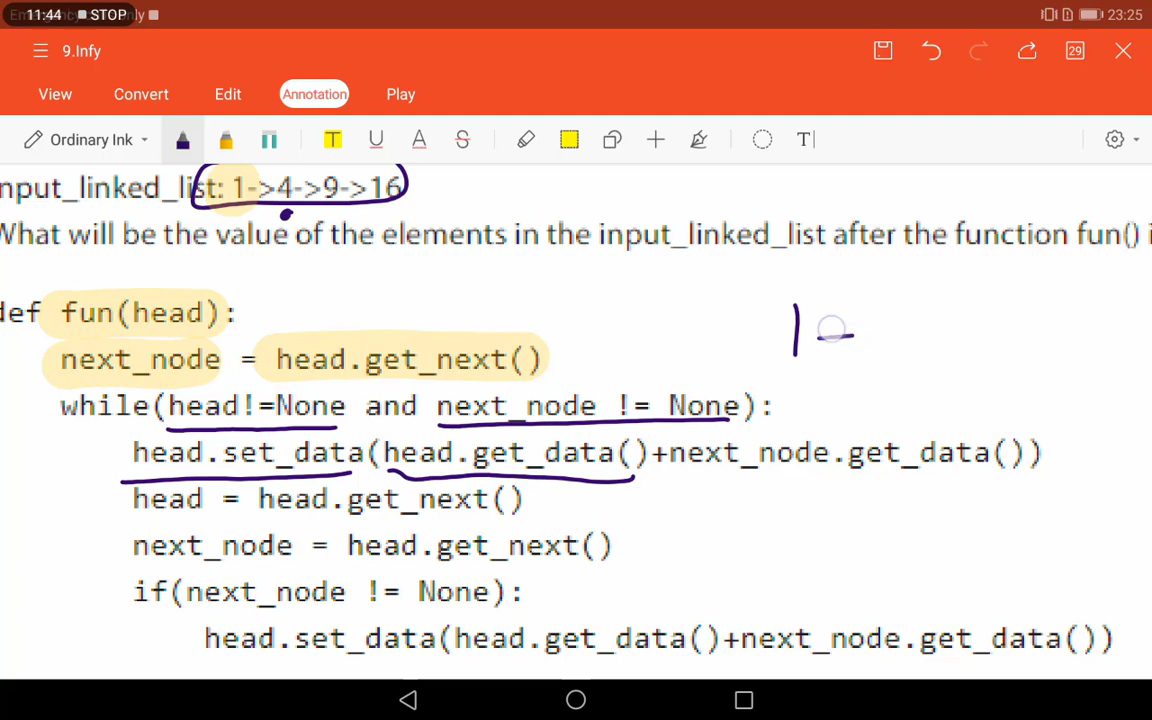 11:44 STOP 23:25
9.Infy 29
View Convert Edit Annotation Play
Ordinary Ink T
nput_linked_list: 1->4->9->16
What will be the value of the elements in the input_linked_list after the function fun() i
def fun(head):
next_node = head.get_next()
while(head!=None and next_node != None):
head.set_data(head.get_data()+next_node.get_data())
head = head.get_next()
next_node = head.get_next()
if(next_node != None):
head.set_data(head.get_data()+next_node.get_data())